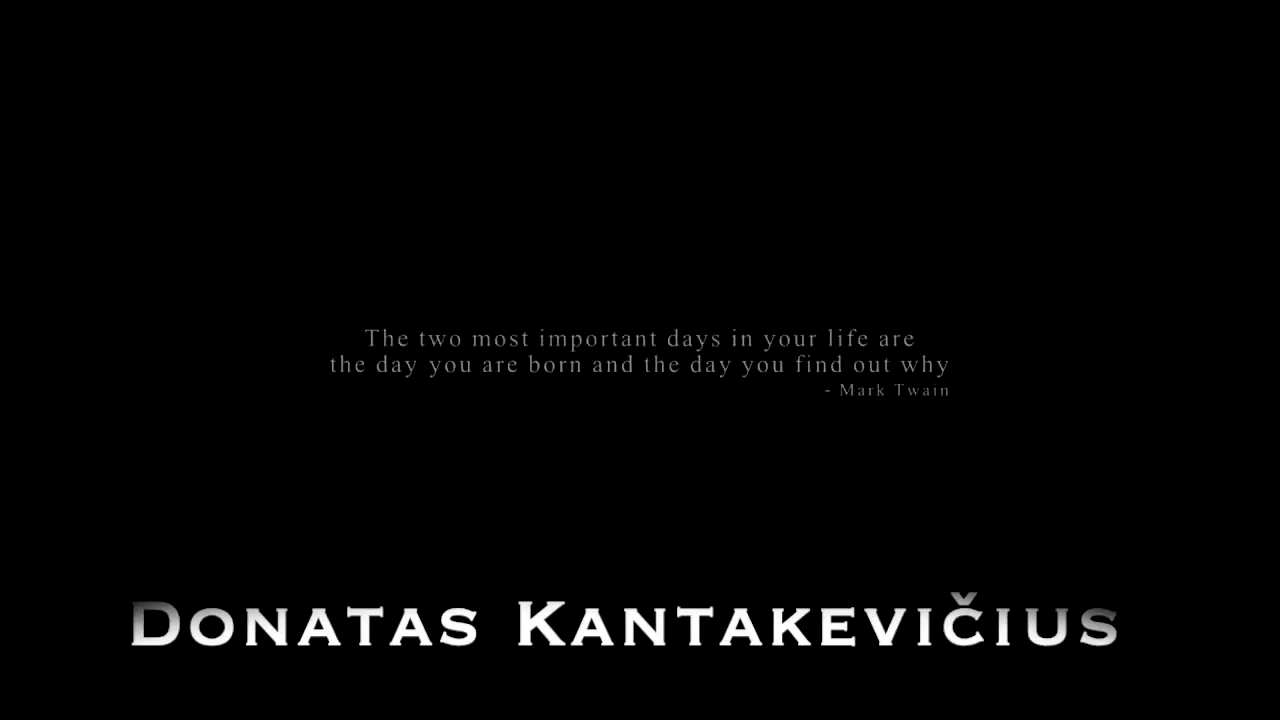 The two most important days in your life are
the day you are born and the day you find out why
- Mark Twain
Donatas Kantakevičius